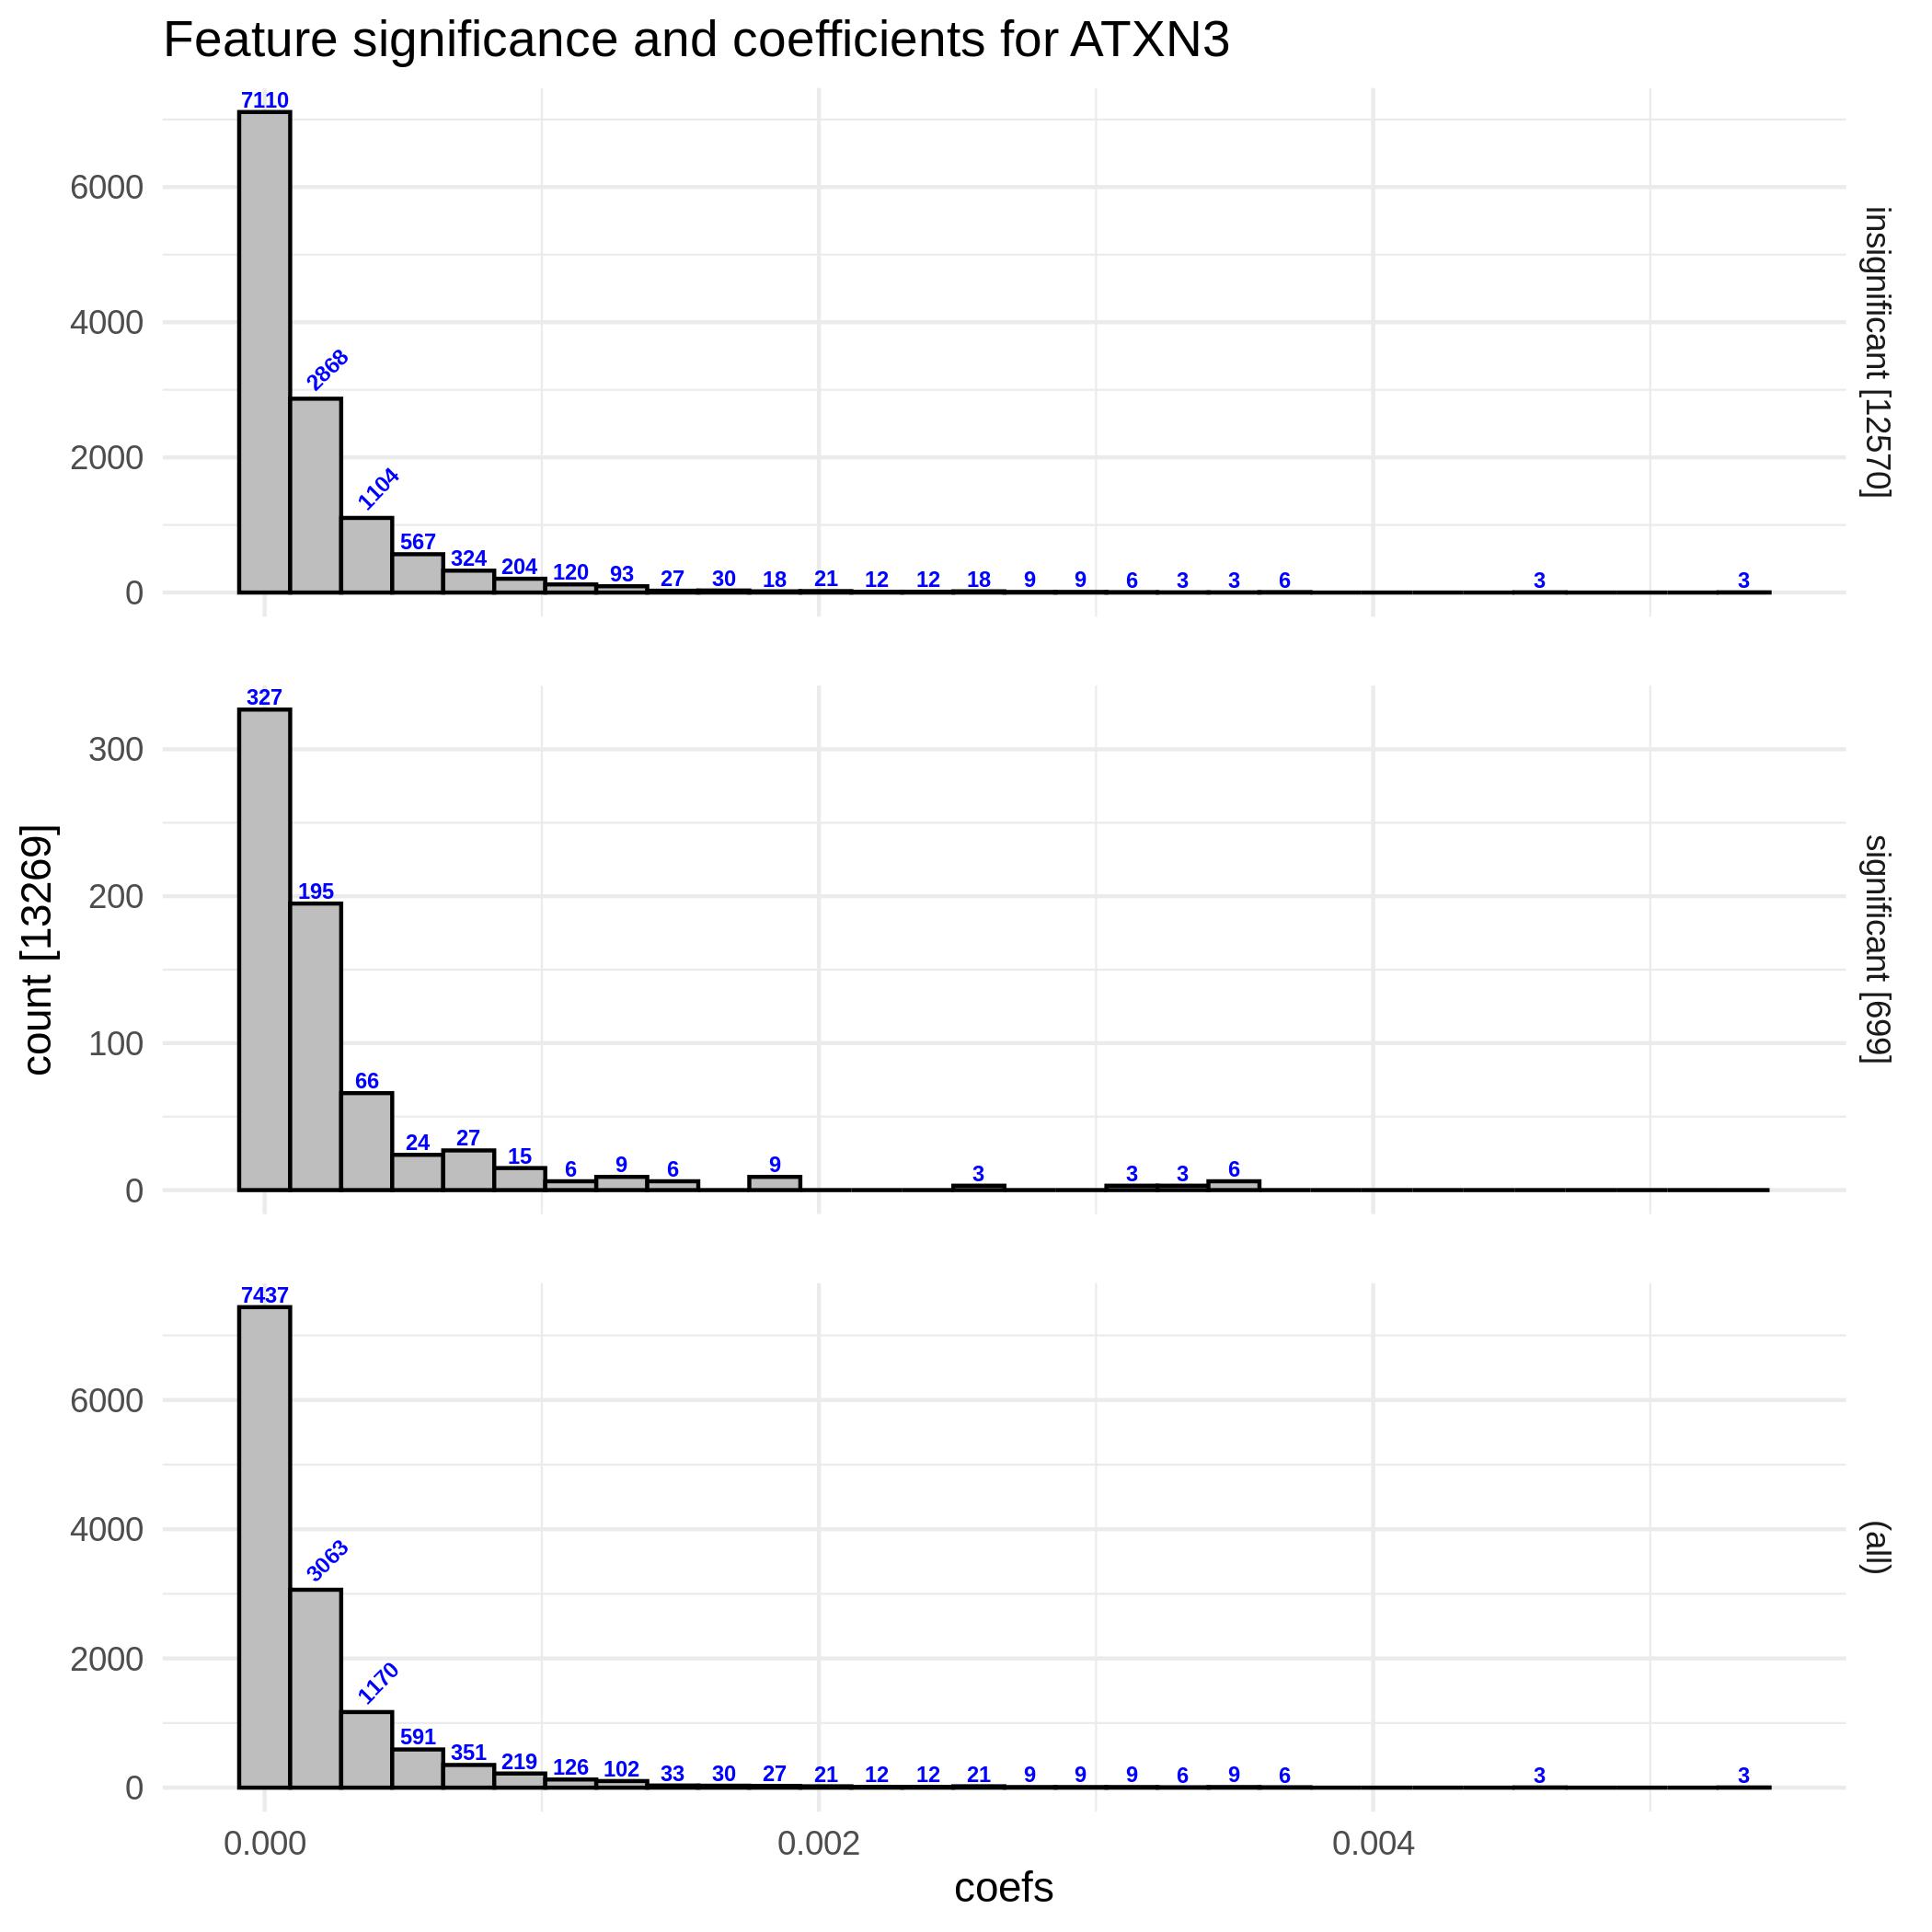 Feature significance and coefficients for ATXN3
count [13269]
7110
2868
1104
567 324 204 120 93 27 30 18 21 12 12 18 9 9 6 3 3 6 3 3
6000
4000
2000
0
insignificant [12570]
327
195
66
24 27 15 6 9 6 9 3 3 3 6
300
200
100
0
significant [699]
7437
3063
1170
591 351 219 126 102 33 30 27 21 12 12 21 9 9 9 6 9 6 3 3
6000
4000
2000
0
(all)
0.000 0.002 0.004
coefs